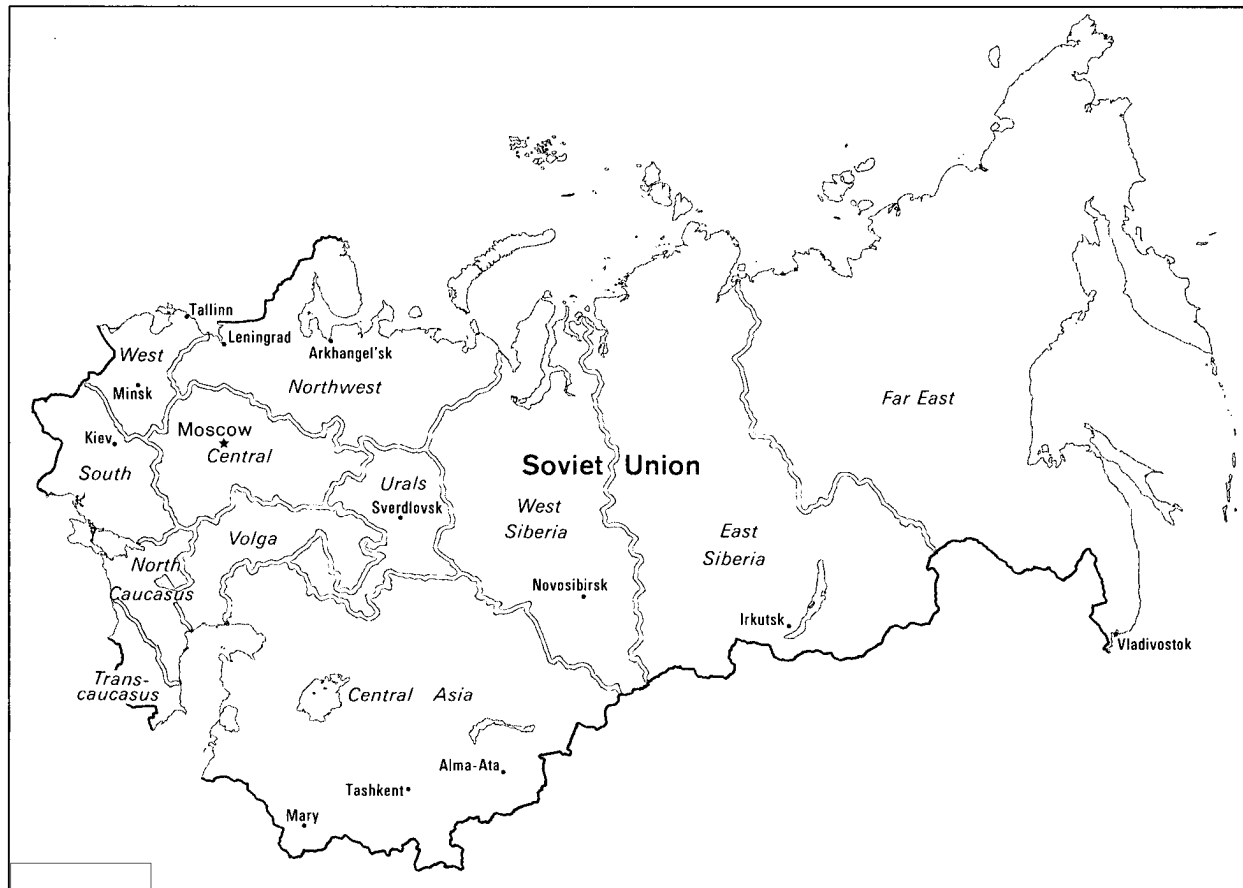 Tallinn
Leningrad
Arkhangel'sk
West
Minsk
Northwest
Far East
Moscow
Central
Kiev
South
Soviet Union
Urals
Sverdlovsk
West
Siberia
Volga
East
Siberia
North
Caucasus
Novosibirsk
Irkutsk
Vladivostok
Trans-
caucasus
Central Asia
Alma-Ata
Tashkent
Mary